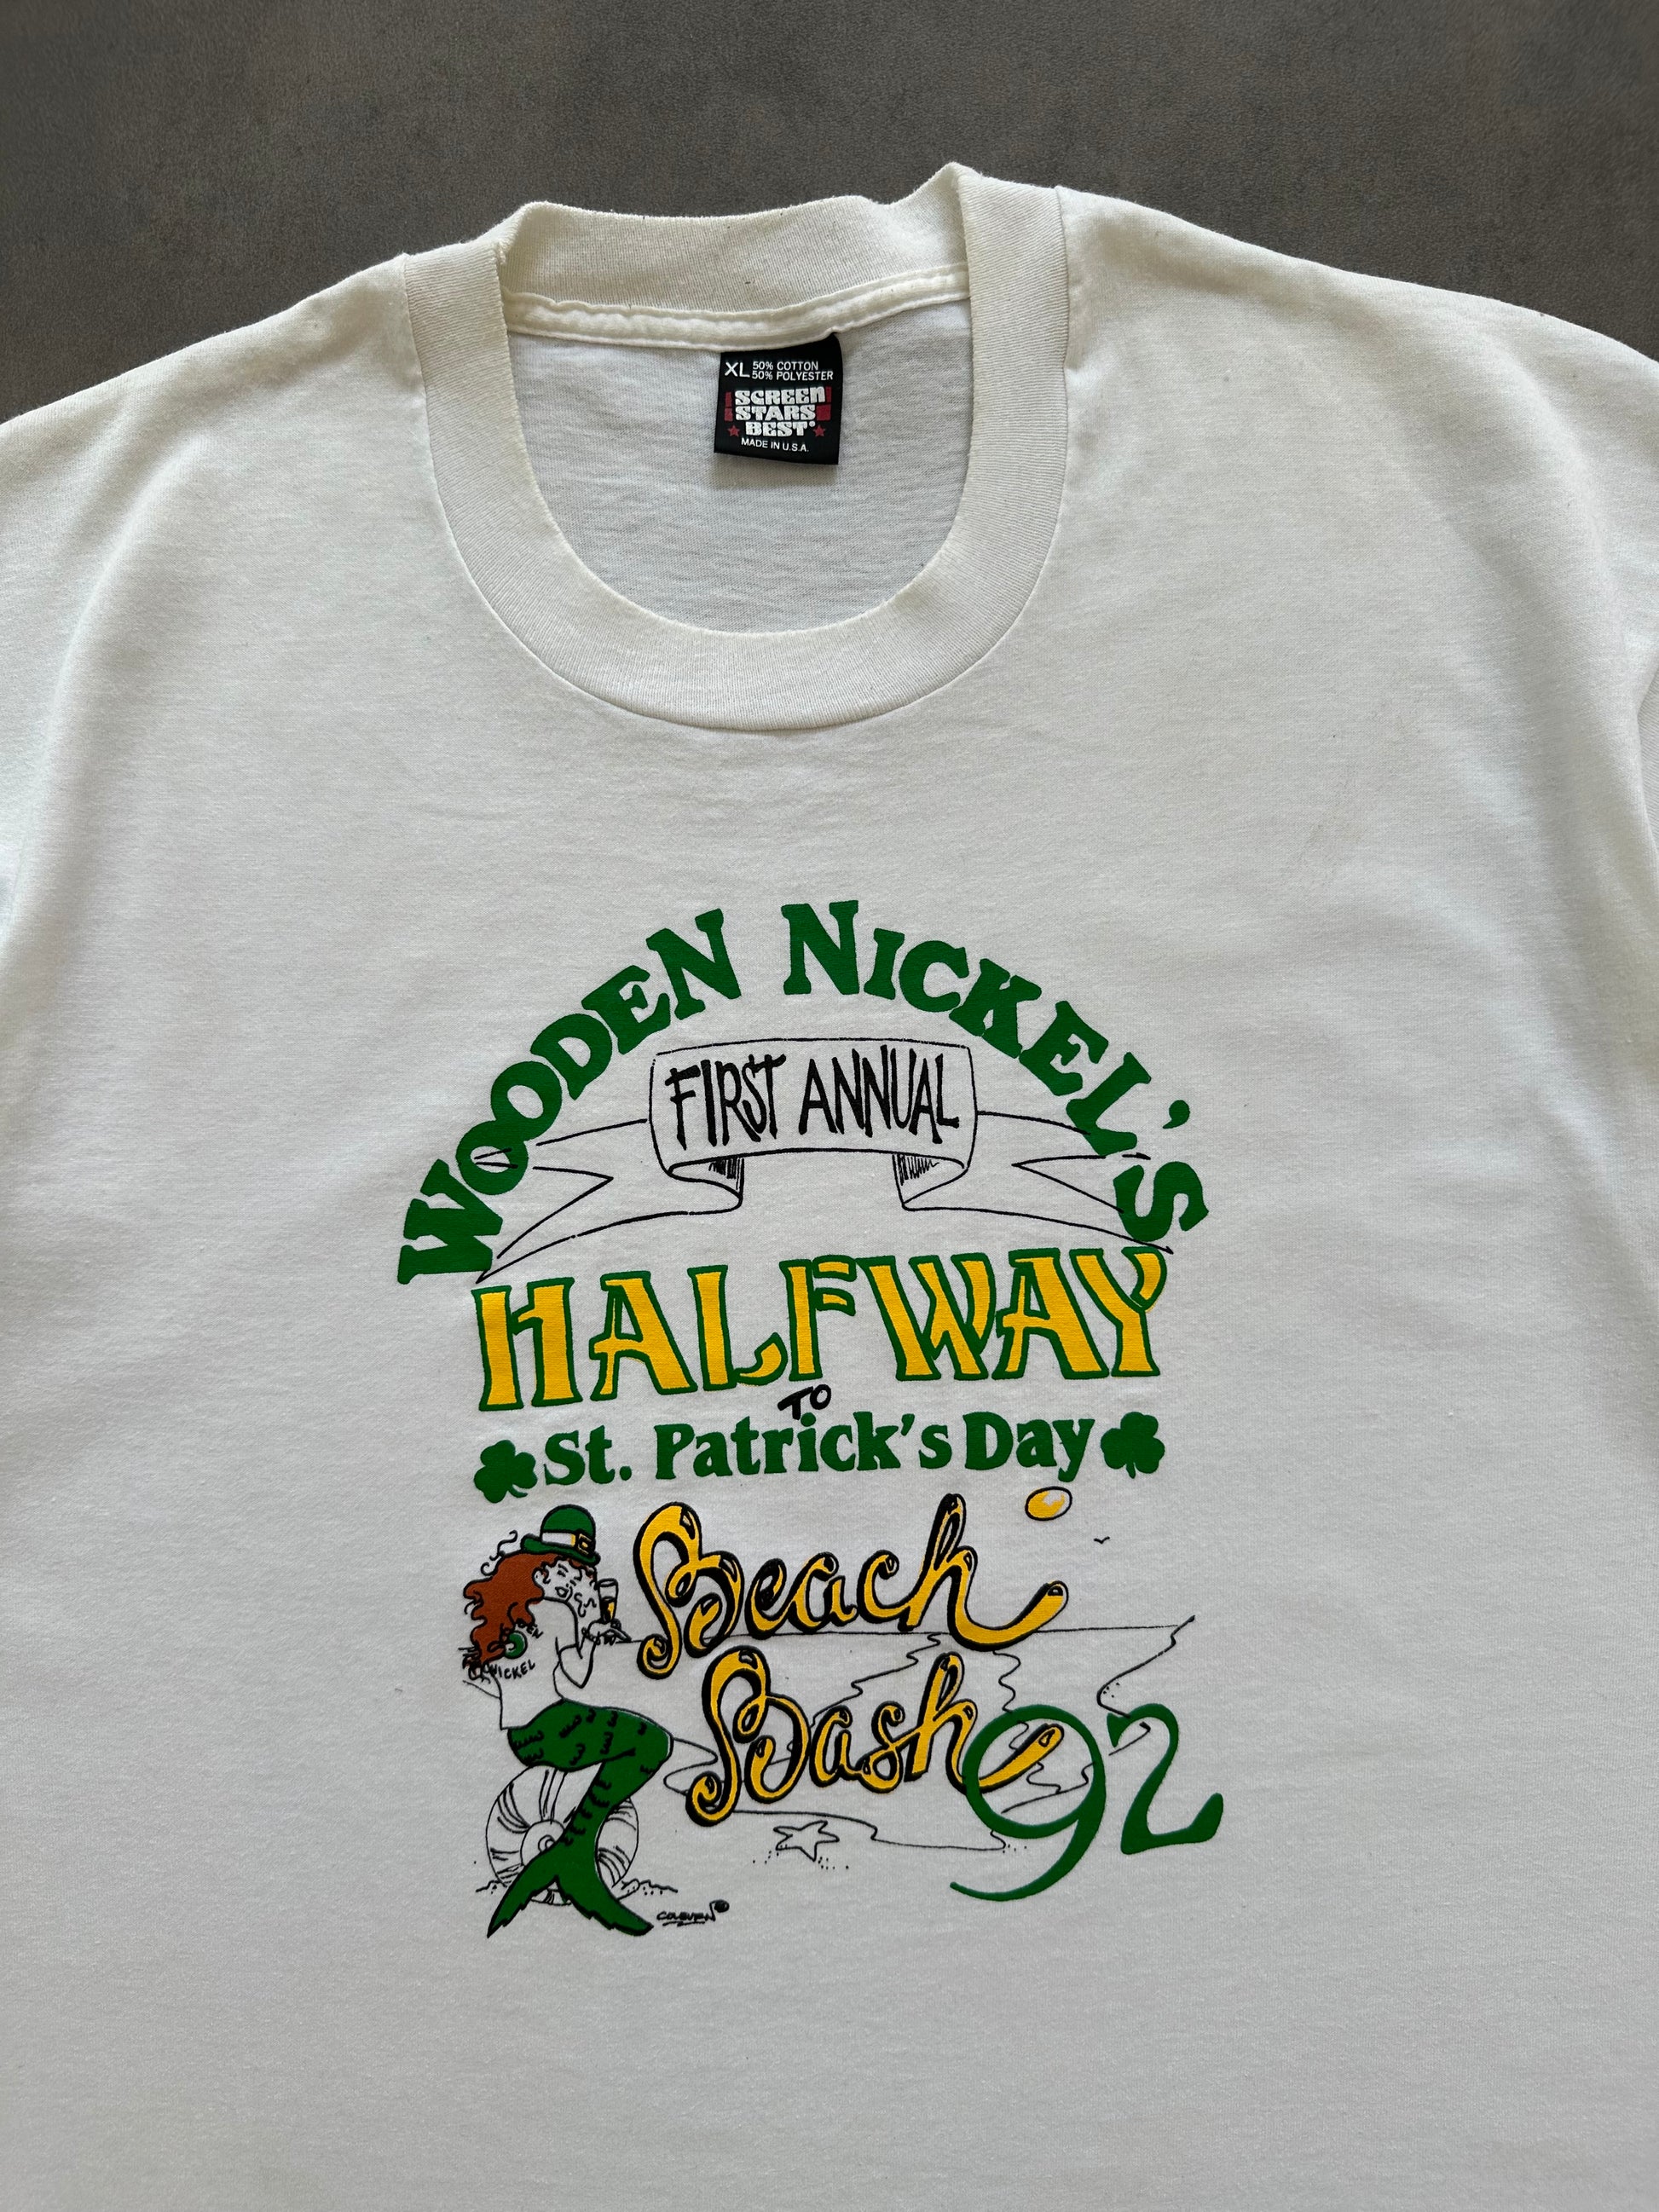 XL 50% COTTON
50% POLYESTER
SCREEN
STARS
BEST
MADE IN U.S.A.
WOODEN NICKEL'S
FIRST ANNUAL
HALFWAY
TO
St. Patrick's Day
Beach
Bash 92
NICKEL